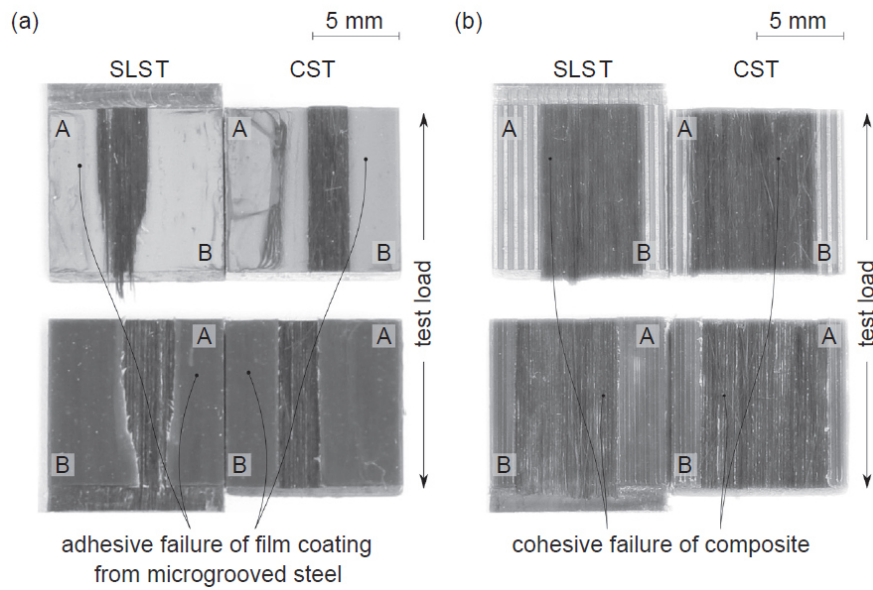 (a)
5 mm
(b)
5 mm
SLST
CST
SLST
CST
A
A
A
A
B
B
B
B
test load
test load
A
A
A
A
B
B
B
B
adhesive failure of film coating
from microgrooved steel
cohesive failure of composite